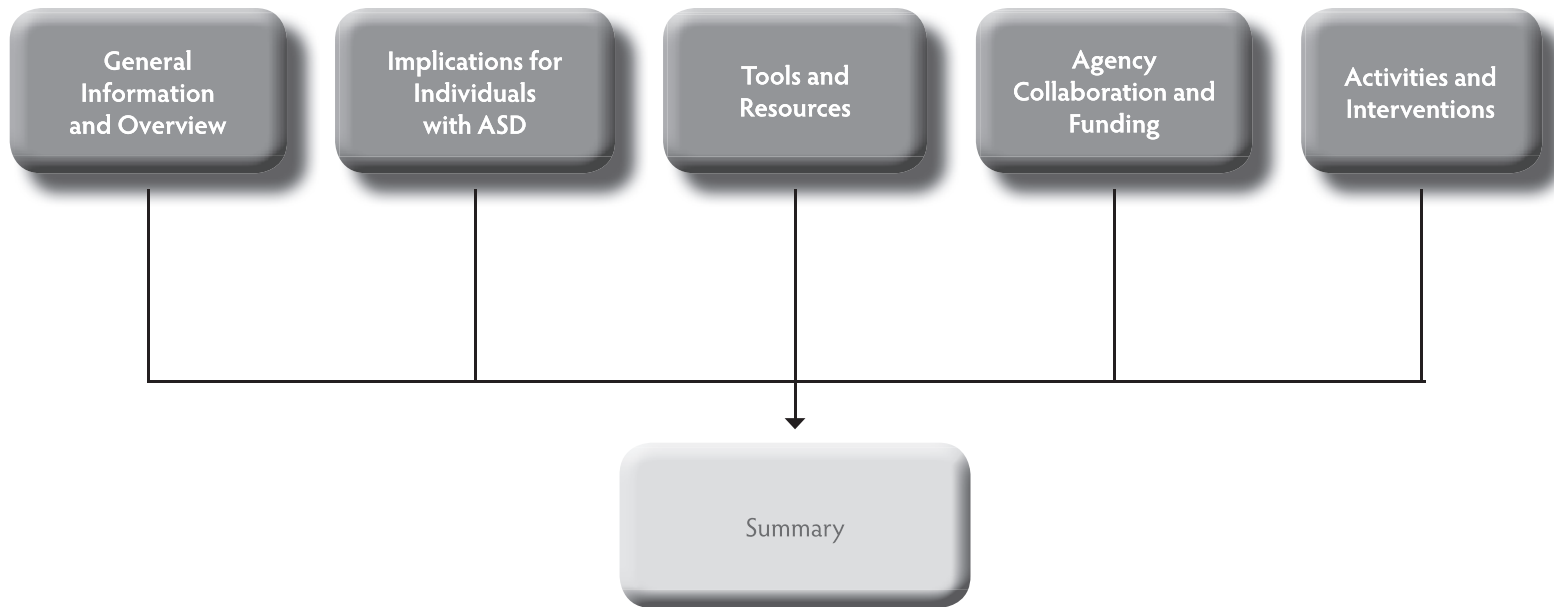 General
Information
and Overview
Implications for
Individuals
with ASD
Tools and
Resources
Agency
Collaboration and
Funding
Activities and
Interventions
Summary